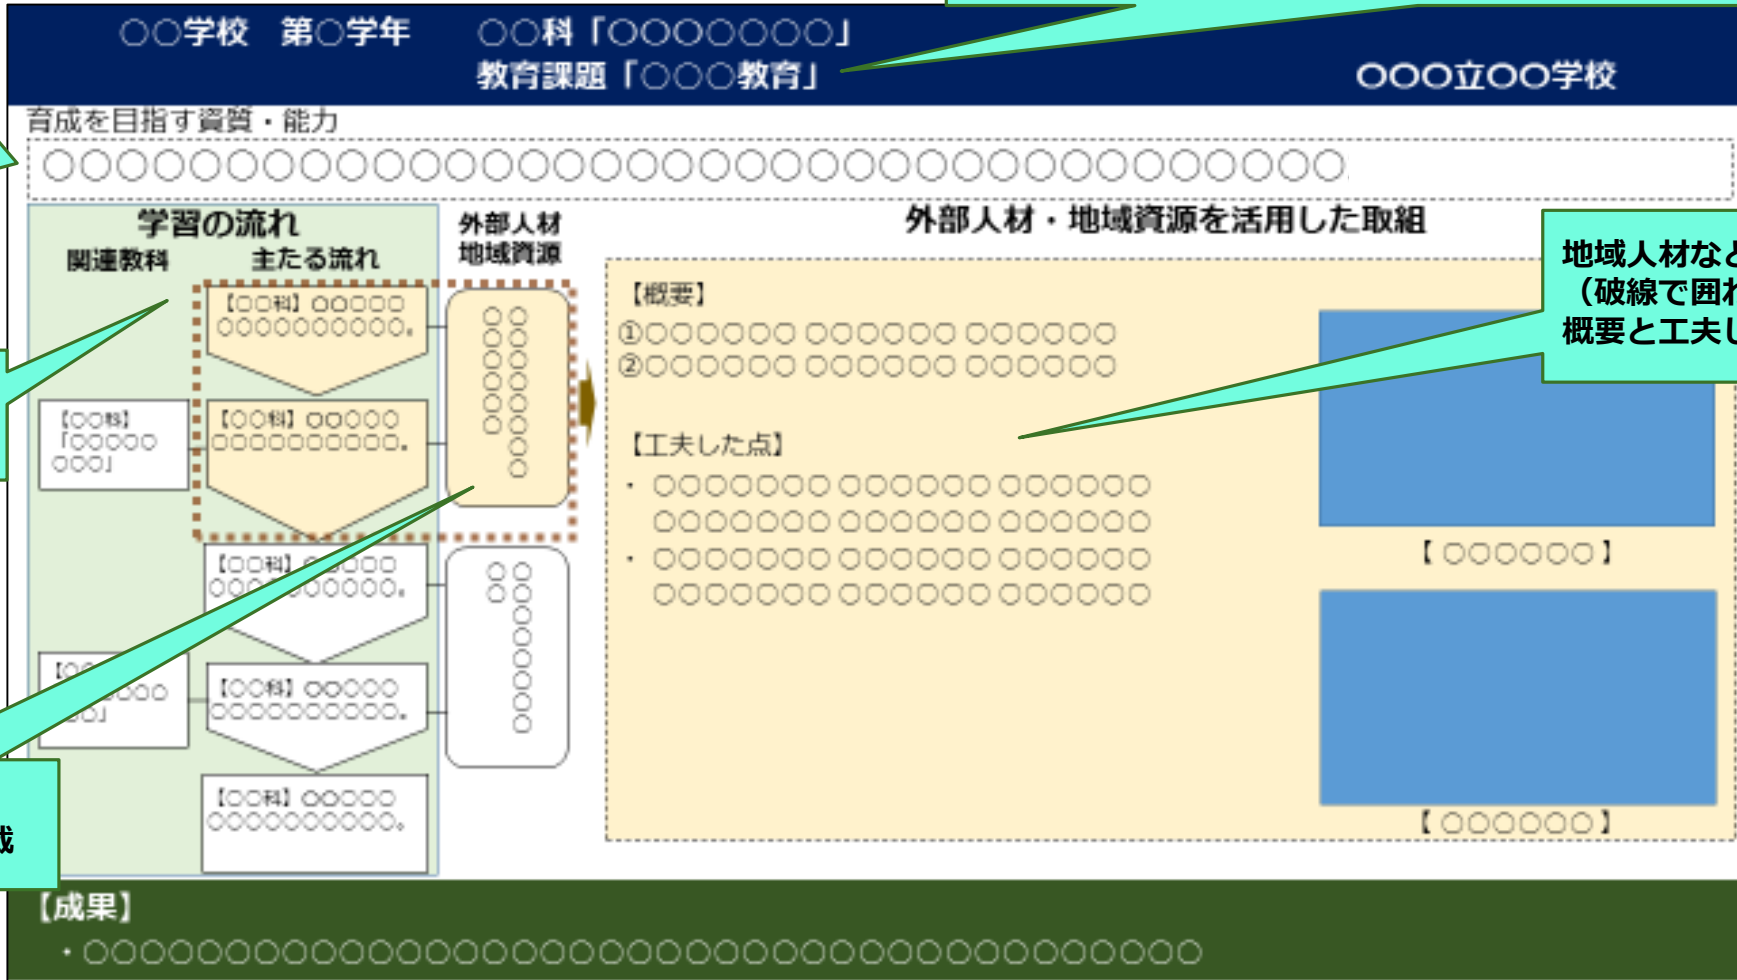 ○○学校　第○学年　　○○科「○○○○○○○」
教育課題「○○○教育」
○○○立○○学校
育成を目指す資質・能力
○○○○○○○○○○○○○○○○○○○○○○○○○○○○○○○○○○○○
学習の流れ
関連教科　主たる流れ
外部人材
地域資源
外部人材・地域資源を活用した取組
【○○科】○○○○○
○○○○○○○○○○。
【○○科】
「○○○○○
○○○」
【○○科】○○○○○
○○○○○○○○○○。
○○○○○○
○○○○○○○○
【○○科】○○○○○
○○○○○○○○○○。
【○○科】○○○○○
○○○○○○○○○○。
○○
○○○○○○○○
【○○科】○○○○○
○○○○○○○○○○。
【概要】
①○○○○○○ ○○○○○○ ○○○○○○
②○○○○○○ ○○○○○○ ○○○○○○
【工夫した点】
・ ○○○○○○○ ○○○○○○ ○○○○○○
○○○○○○○ ○○○○○○ ○○○○○○
・ ○○○○○○○ ○○○○○○ ○○○○○○
○○○○○○○ ○○○○○○ ○○○○○○
【 ○○○○○○ 】
【 ○○○○○○ 】
地域人材など
（破線で囲
概要と工夫し
【成果】
・○○○○○○○○○○○○○○○○○○○○○○○○○○○○○○○○○○○○○○○